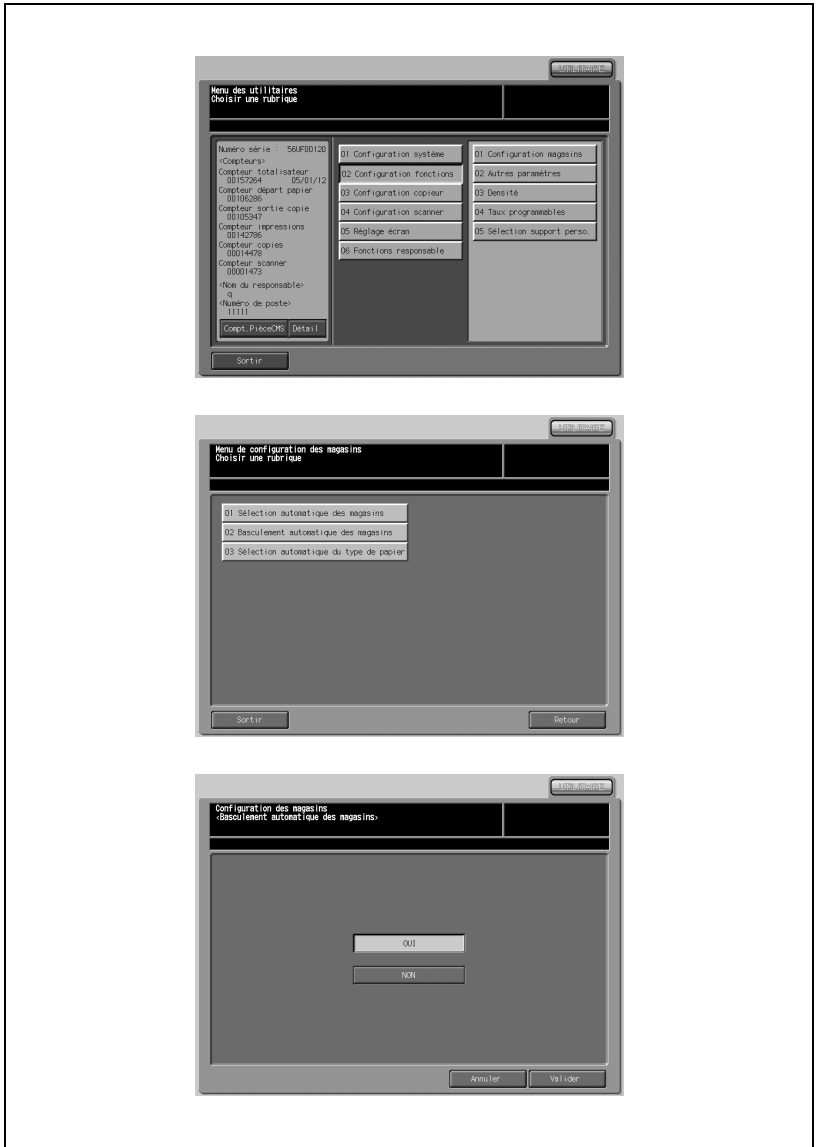 UTILITAIRE
Menu des utilitaires
Choisir une rubrique
Numéro série : 56UF00120
<Compteurs>
Compteur totalisateur
00157264 05/01/12
Compteur départ papier
00106286
Compteur sortie copie
00105347
Compteur impressions
00142786
Compteur copies
00014478
Compteur scanner
00001473
<Nom du responsable>
q
<Numéro de poste>
11111
Compt.PièceCMS Détail
01 Configuration système
02 Configuration fonctions
03 Configuration copieur
04 Configuration scanner
05 Réglage écran
06 Fonctions responsable
01 Configuration magasins
02 Autres paramètres
03 Densité
04 Taux programmables
05 Sélection support perso.
Sortir
UTILITAIRE
Menu de configuration des magasins
Choisir une rubrique
01 Sélection automatique des magasins
02 Basculement automatique des magasins
03 Sélection automatique du type de papier
Sortir Retour
UTILITAIRE
Configuration des magasins
<Basculement automatique des magasins>
OUI
NON
Annuler Valider